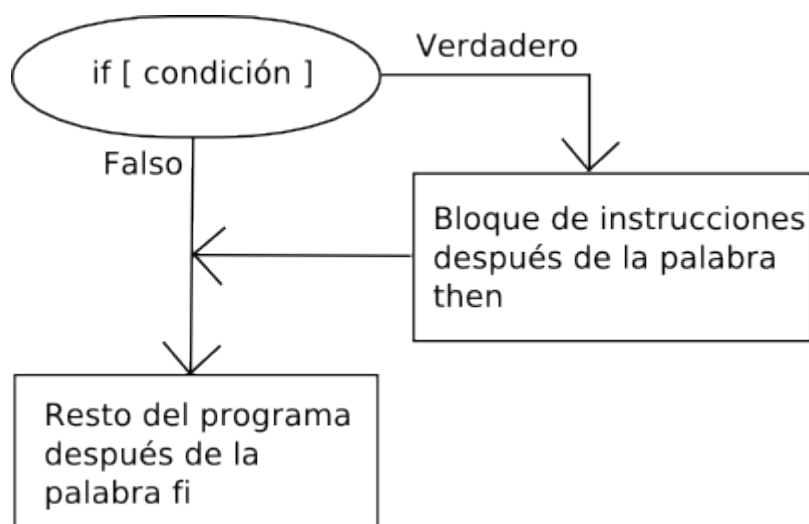 if [ condición ]
Verdadero
Falso
Bloque de instrucciones
después de la palabra
then
Resto del programa
después de la
palabra fi